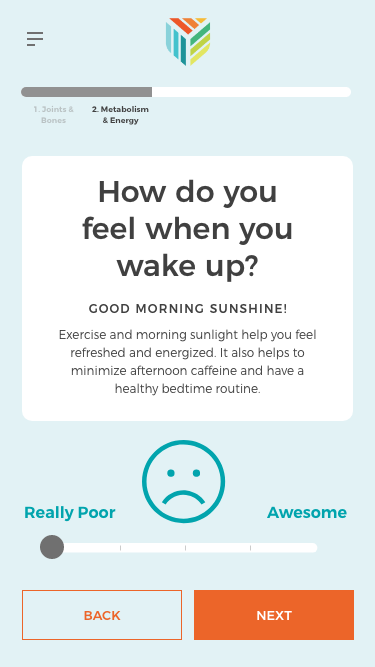 1. Joints &
Bones
2. Metabolism
& Energy
How do you
feel when you
wake up?
GOOD MORNING SUNSHINE!
Exercise and morning sunlight help you feel
refreshed and energized. It also helps to
minimize afternoon caffeine and have a
healthy bedtime routine.
Really Poor
Awesome
BACK
NEXT